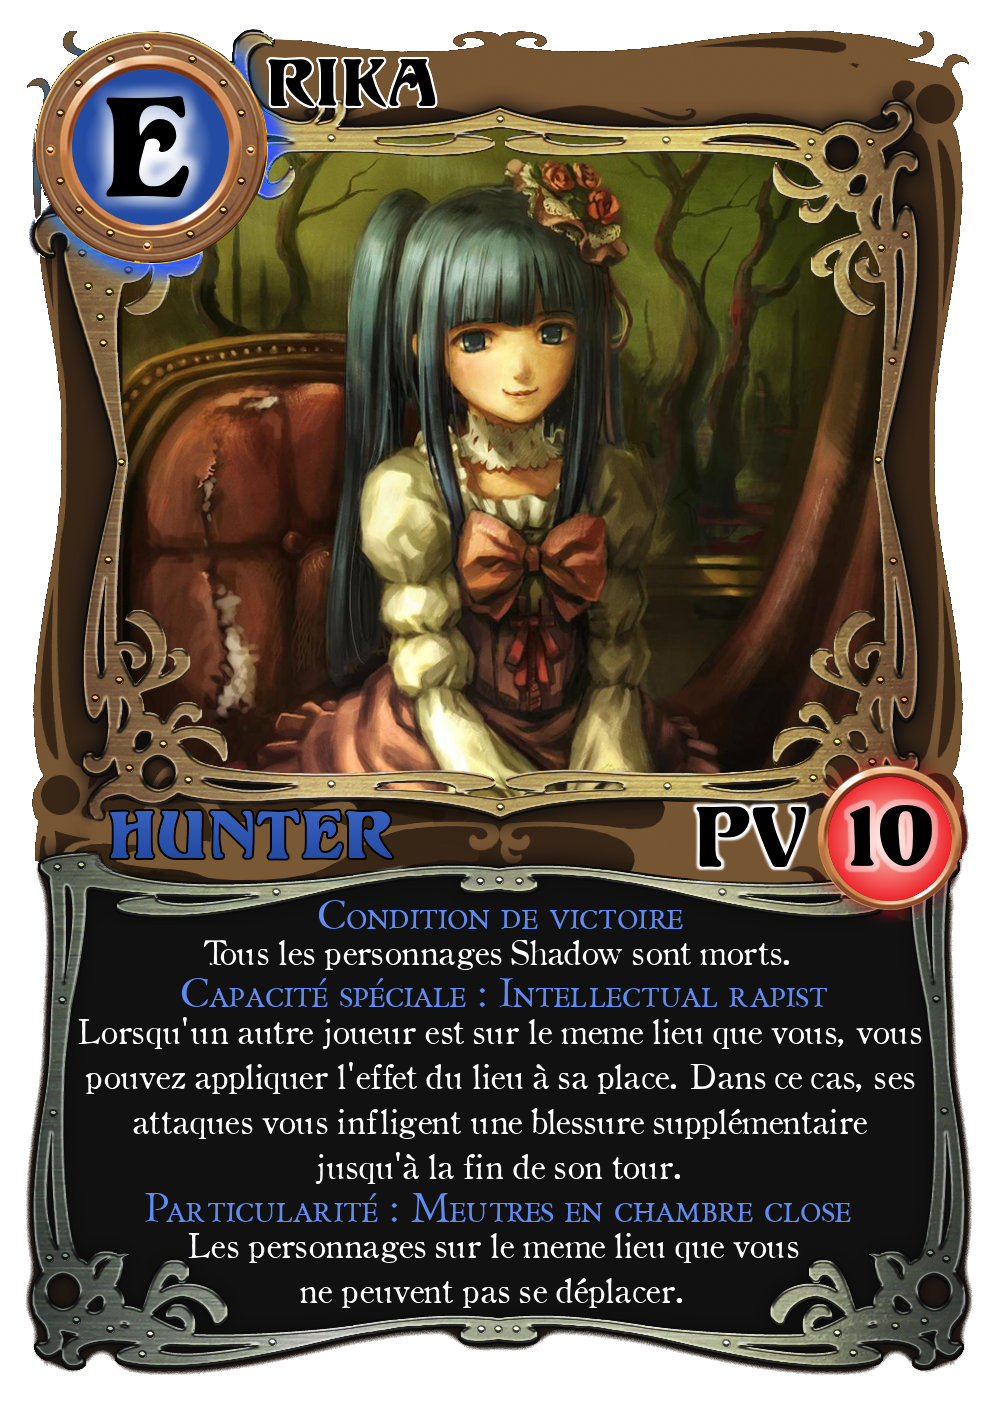 ERIKA
HUNTER
PV 10
Condition de victoire
Tous les personnages Shadow sont morts.
Capacité spéciale : Intellectual rapist
Lorsqu'un autre joueur est sur le meme lieu que vous, vous
pouvez appliquer l'effet du lieu à sa place. Dans ce cas, ses
attaques vous infligent une blessure supplémentaire
jusqu'à la fin de son tour.
Particularité : Meutres en chambre close
Les personnages sur le meme lieu que vous
ne peuvent pas se déplacer.